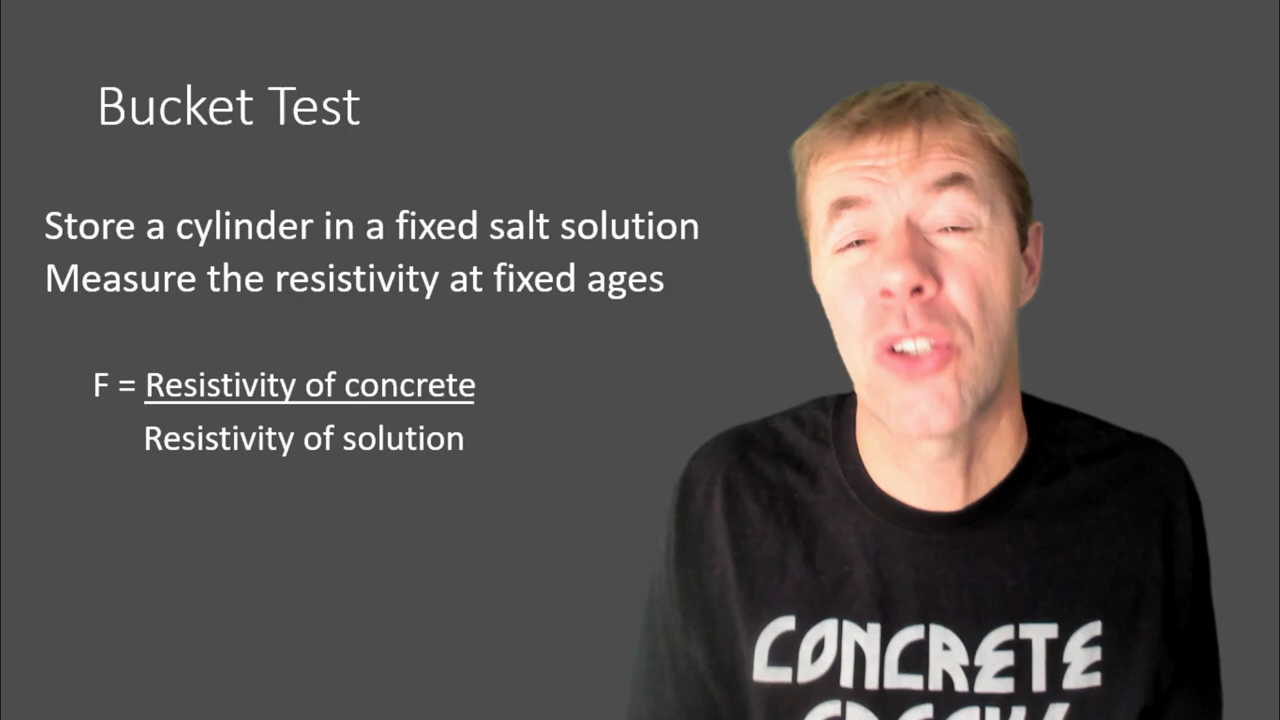 Bucket Test
Store a cylinder in a fixed salt solution
Measure the resistivity at fixed ages
F = Resistivity of concrete
Resistivity of solution
CONCRETE